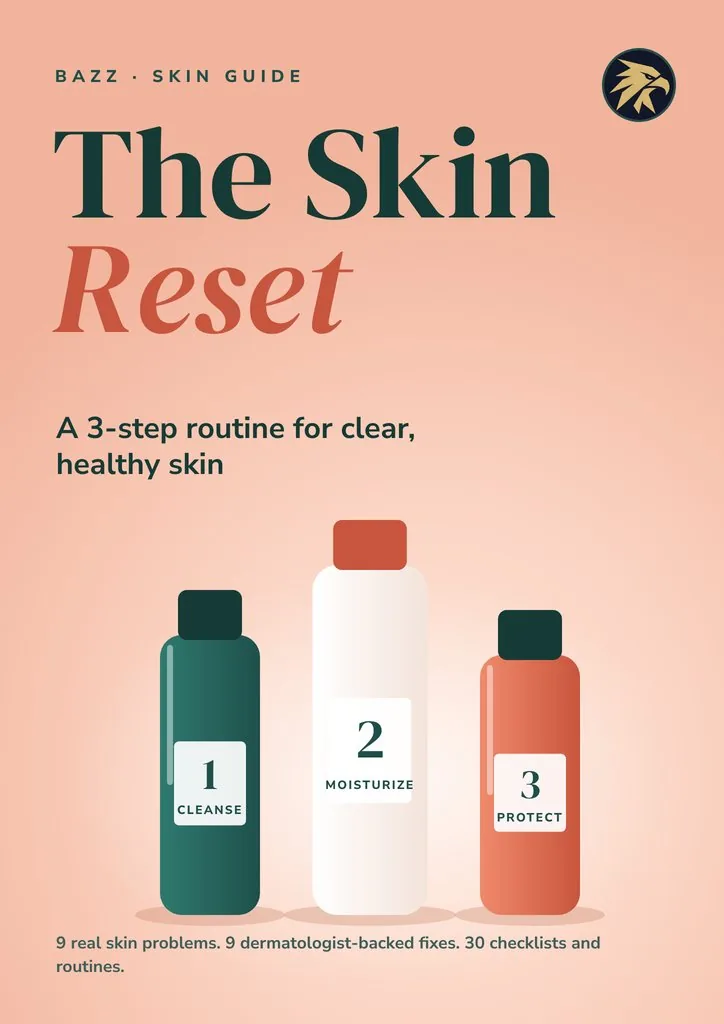 BAZZ · SKIN GUIDE
The Skin
Reset
A 3-step routine for clear,
healthy skin
1
CLEANSE
2
MOISTURIZE
3
PROTECT
9 real skin problems. 9 dermatologist-backed fixes. 30 checklists and
routines.